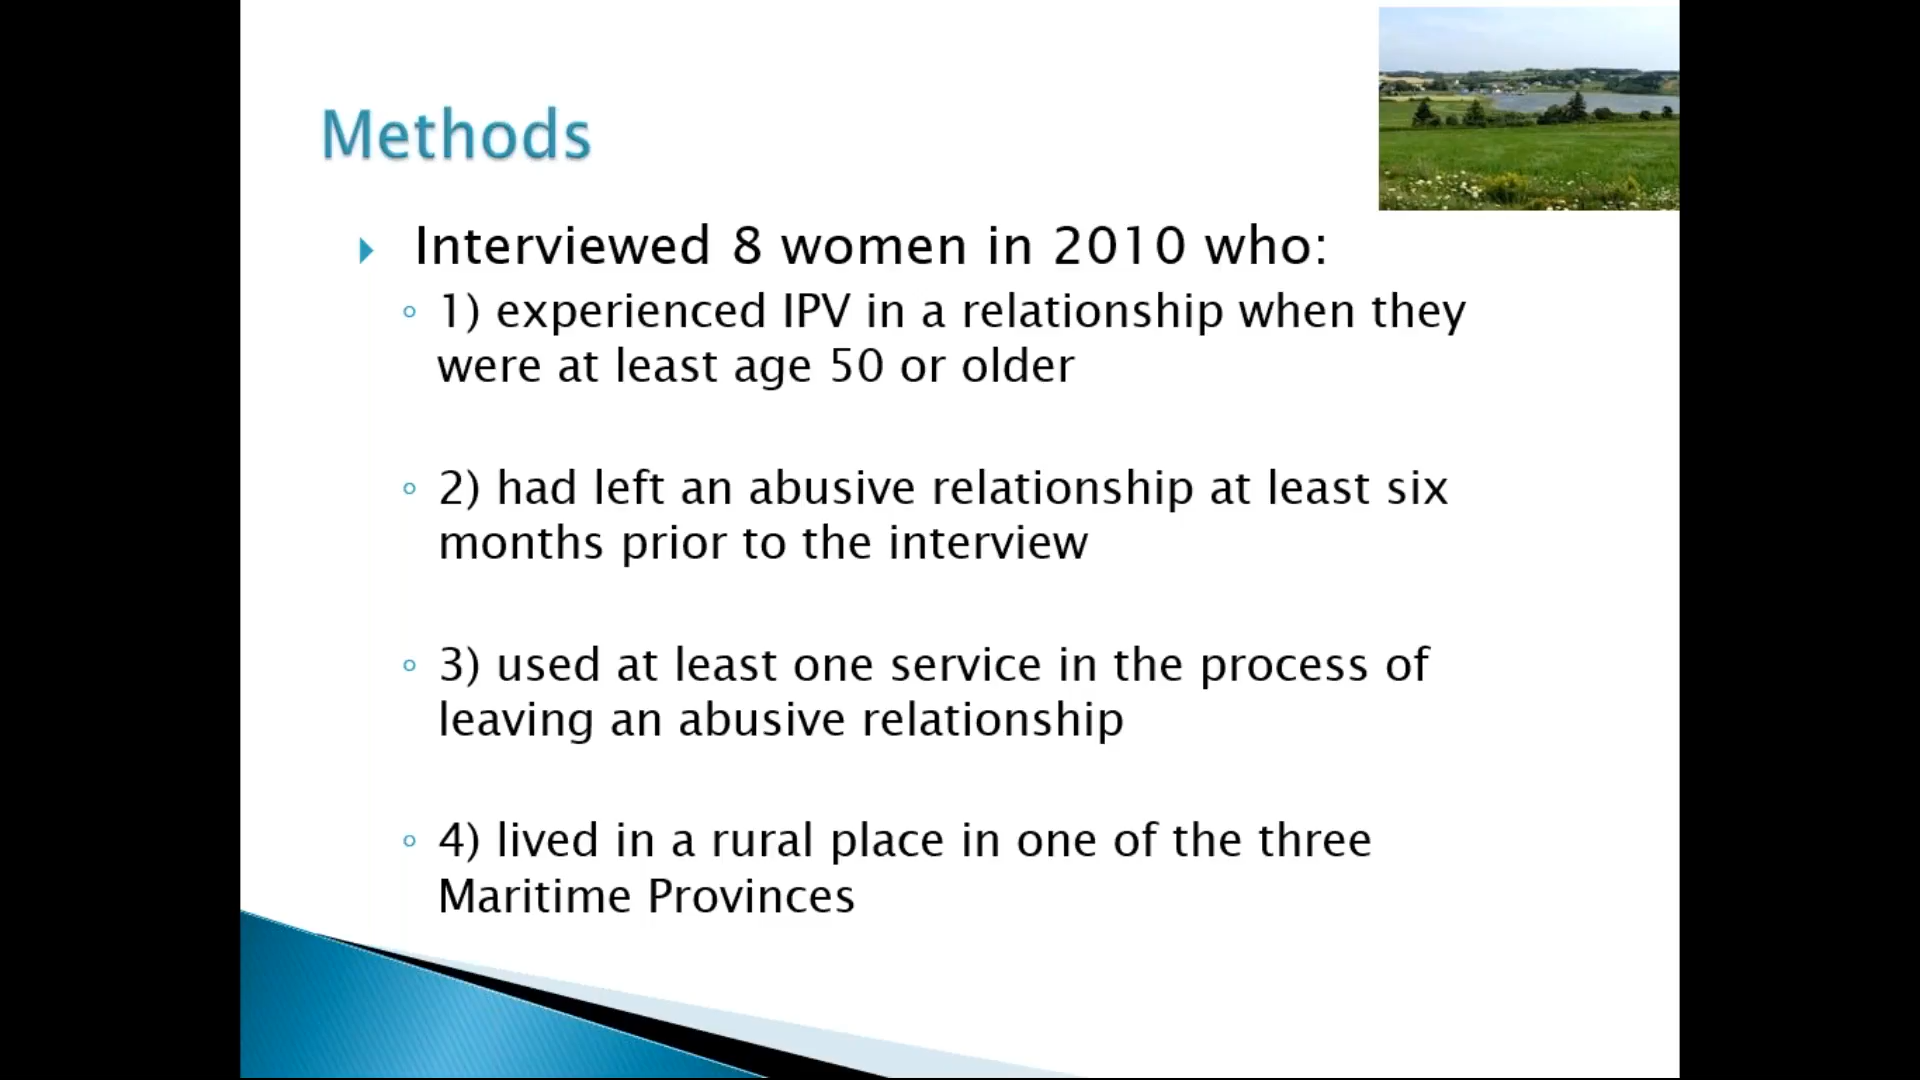 Methods
Interviewed 8 women in 2010 who:
1) experienced IPV in a relationship when they
were at least age 50 or older
2) had left an abusive relationship at least six
months prior to the interview
3) used at least one service in the process of
leaving an abusive relationship
4) lived in a rural place in one of the three
Maritime Provinces